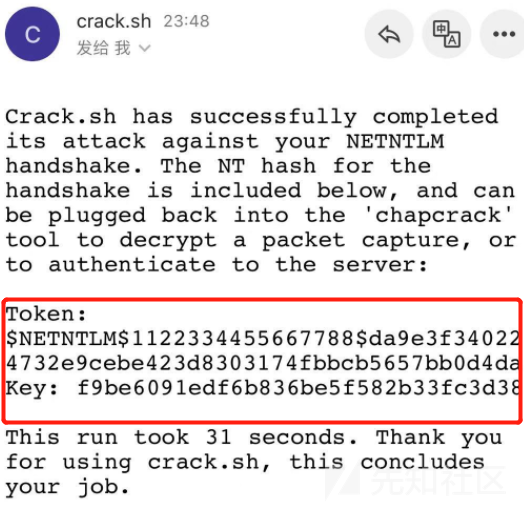 C
crack.sh 23:48
发给 我
中
A
Crack.sh has successfully completed
its attack against your NETNTLM
handshake. The NT hash for the
handshake is included below, and can
be plugged back into the 'chapcrack'
tool to decrypt a packet capture, or
to authenticate to the server:
Token:
$NETNTLM$1122334455667788$da9e3f34022
4732e9cebe423d8303174fbbcb5657bb0d4da
Key: f9be6091edf6b836be5f582b33fc3d38
This run took 31 seconds. Thank you
for using crack.sh, this concludes
your job.
先知社区